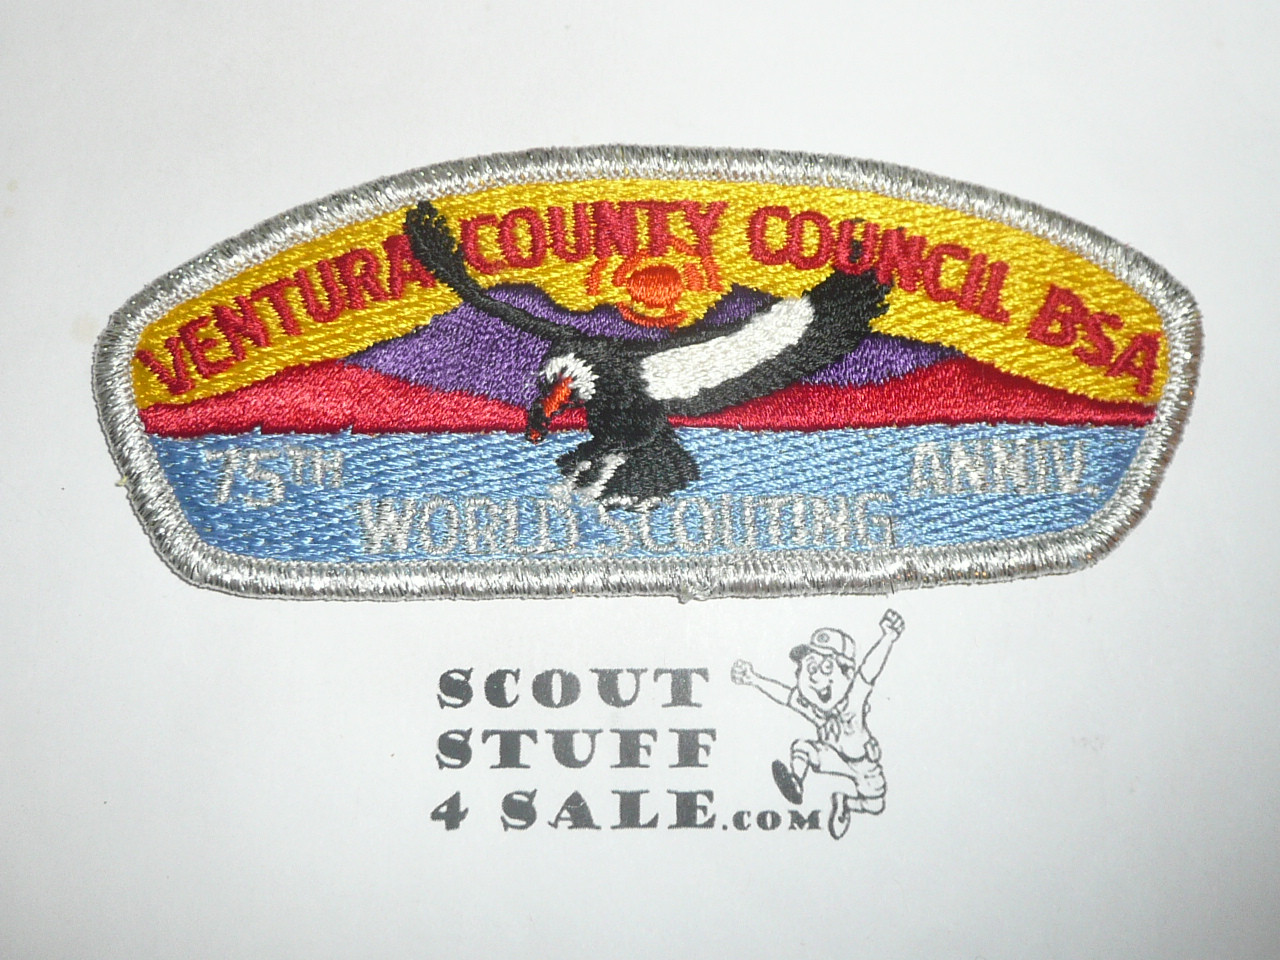 VENTURA COUNTY COUNCIL BSA
75TH ANNIV.
WORLD SCOUTING
SCOUT
STUFF
4 SALE.COM